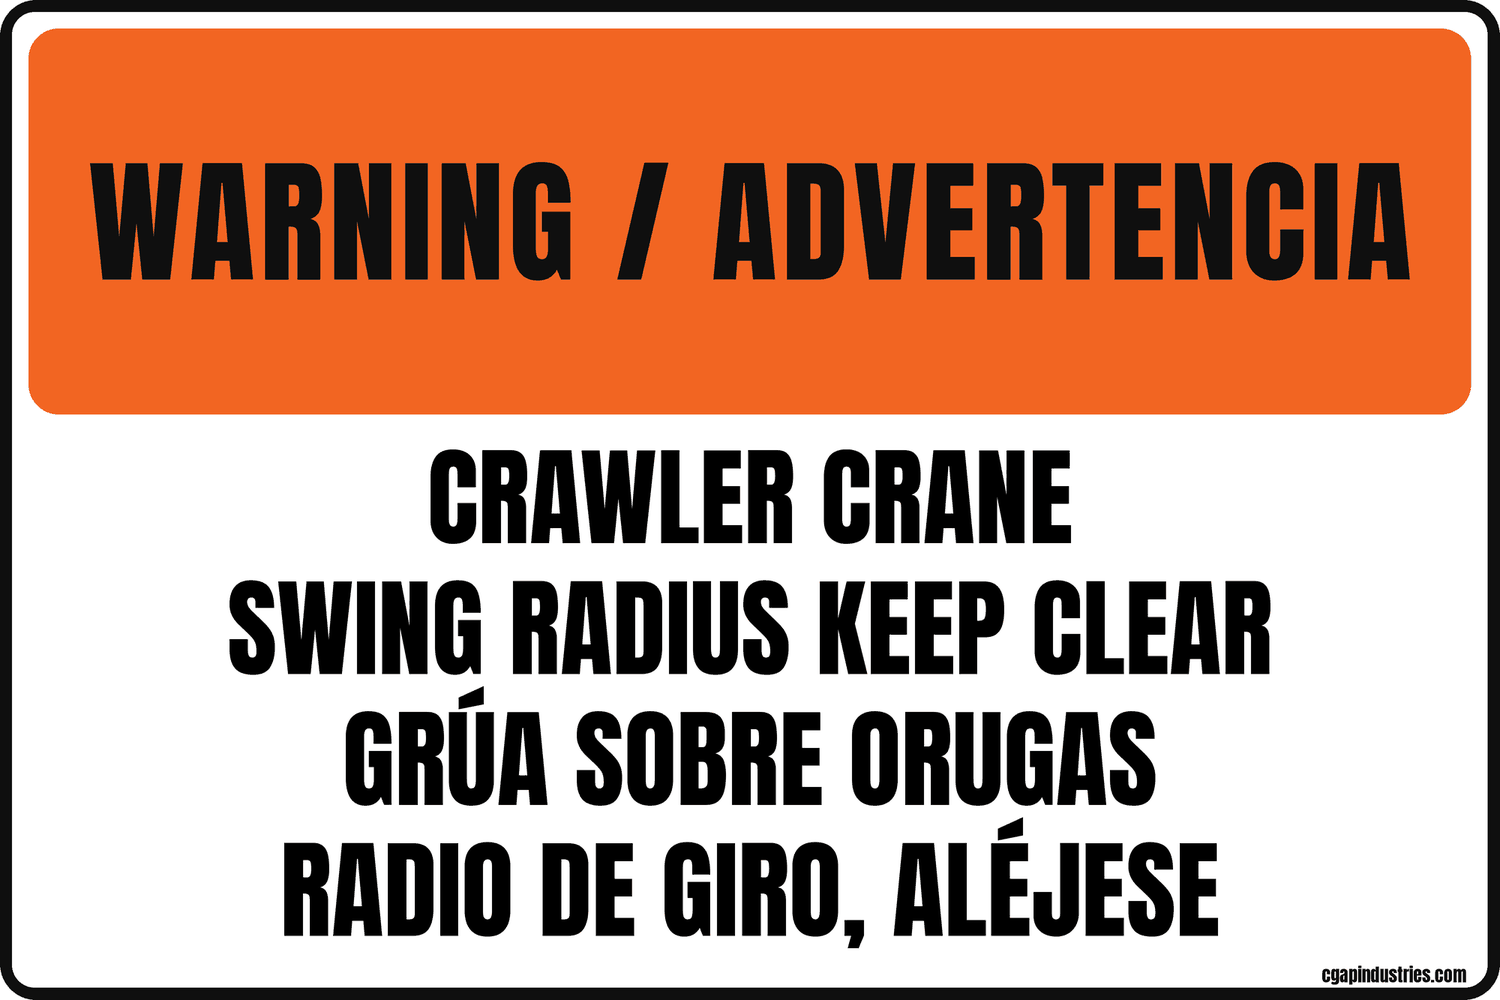 WARNING / ADVERTENCIA
CRAWLER CRANE
SWING RADIUS KEEP CLEAR
GRÚA SOBRE ORUGAS
RADIO DE GIRO, ALÉJESE
cgapindustries.com